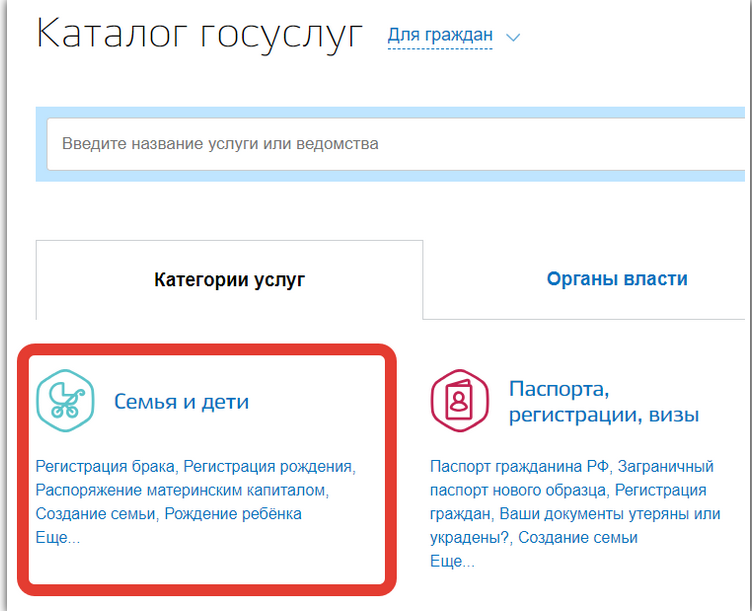 Каталог госуслуг Для граждан
Введите название услуги или ведомства
Категории услуг
Органы власти
Семья и дети
Регистрация брака, Регистрация рождения,
Распоряжение материнским капиталом,
Создание семьи, Рождение ребёнка
Еще...
Паспорта,
регистрации, визы
Паспорт гражданина РФ, Заграничный
паспорт нового образца, Регистрация
граждан, Ваши документы утеряны или
украдены?, Создание семьи
Еще...